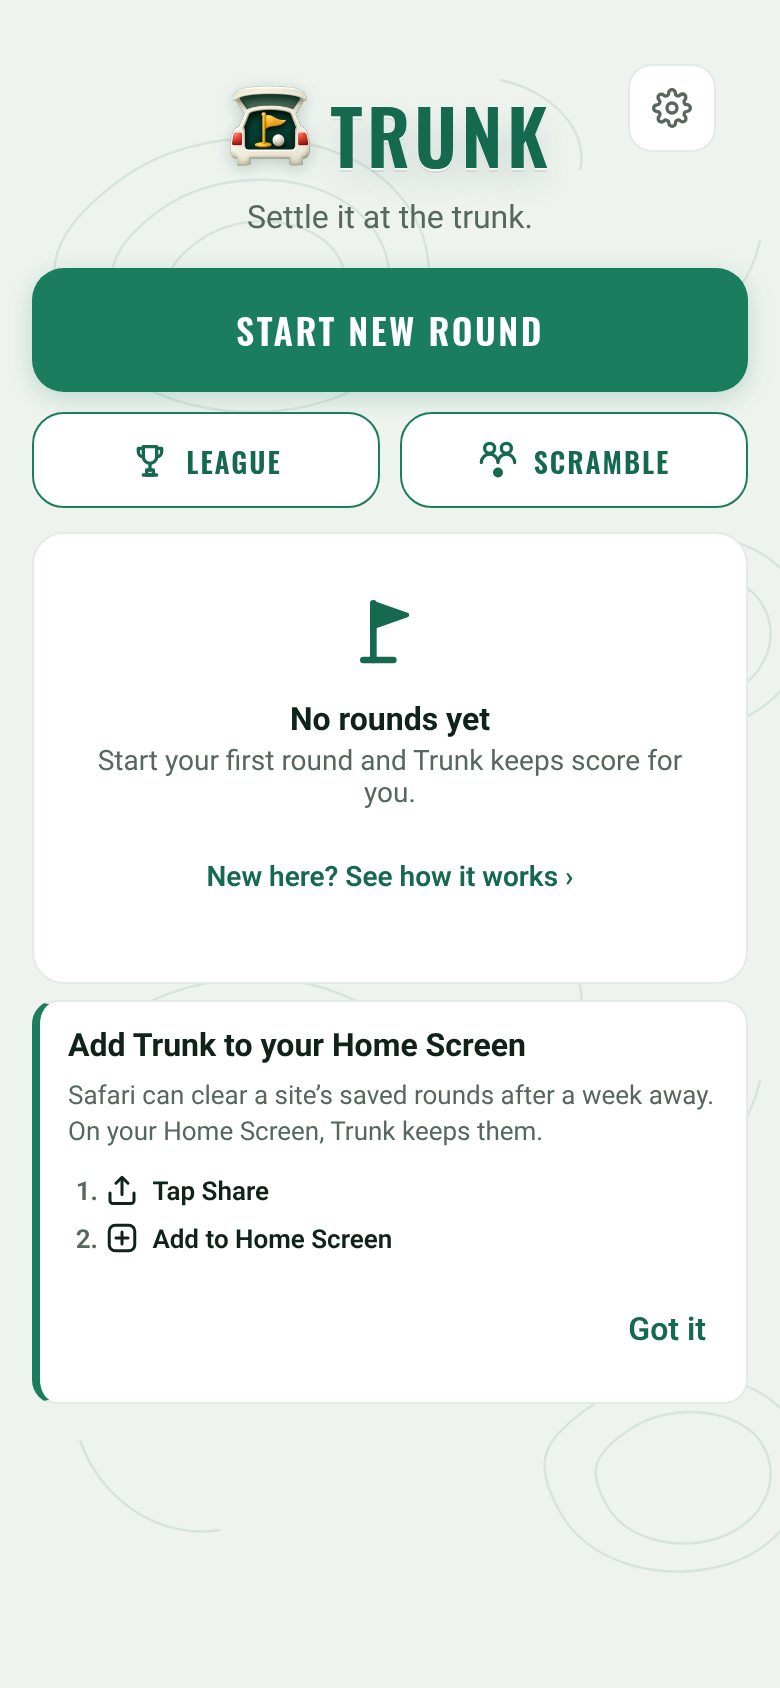 TRUNK
Settle it at the trunk.
START NEW ROUND
LEAGUE
SCRAMBLE
No rounds yet
Start your first round and Trunk keeps score for
you.
New here? See how it works ›
Add Trunk to your Home Screen
Safari can clear a site’s saved rounds after a week away.
On your Home Screen, Trunk keeps them.
1. Tap Share
2. Add to Home Screen
Got it